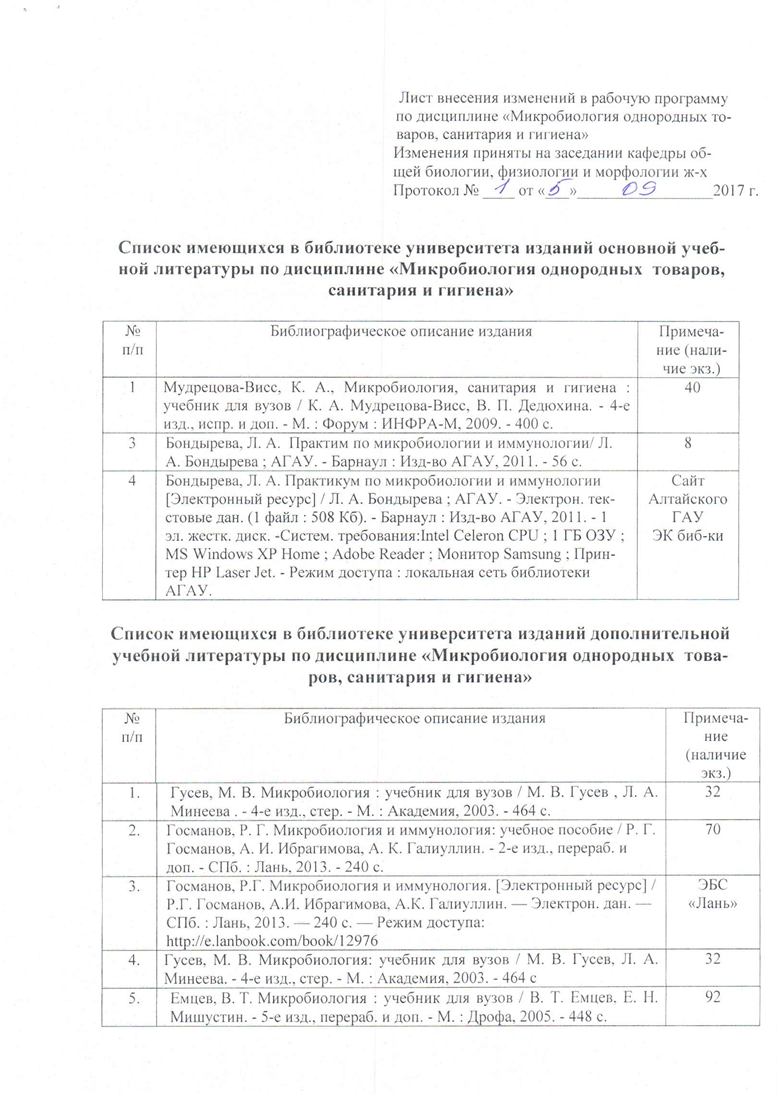 Лист внесения изменений в рабочую программу
по дисциплине «Микробиология однородных то-
варов, санитария и гигиена»
Изменения приняты на заседании кафедры об-
щей биологии, физиологии и морфологии ж-х
Протокол № 1 от «5» 09 2017 г.
Список имеющихся в библиотеке университета изданий основной учеб-
ной литературы по дисциплине «Микробиология однородных товаров,
санитария и гигиена»
№ Библиографическое описание издания Примеча-
п/п ние (нали-
чие экз.)
1 Мудрецова-Висс, К. А., Микробиология, санитария и гигиена : 40
учебник для вузов / К. А. Мудрецова-Висс, В. П. Дедюхина. - 4-е
изд., испр. и доп. - М. : Форум : ИНФРА-М, 2009. - 400 с.
3 Бондырева, Л. А. Практим по микробиологии и иммунологии/ Л. 8
А. Бондырева ; АГАУ. - Барнаул : Изд-во АГАУ, 2011. - 56 с.
4 Бондырева, Л. А. Практикум по микробиологии и иммунологии Сайт
[Электронный ресурс] / Л. А. Бондырева ; АГАУ. - Электрон. тек- Алтайского
стовые дан. (1 файл : 508 Кб). - Барнаул : Изд-во АГАУ, 2011. - 1 ГАУ
эл. жестк. диск. -Систем. требования:Intel Celeron CPU ; 1 ГБ ОЗУ ; ЭК биб-ки
MS Windows XP Home ; Adobe Reader ; Монитор Samsung ; Прин-
тер HP Laser Jet. - Режим доступа : локальная сеть библиотеки
АГАУ.
Список имеющихся в библиотеке университета изданий дополнительной
учебной литературы по дисциплине «Микробиология однородных това-
ров, санитария и гигиена»
№ Библиографическое описание издания Примеча-
п/п ние
(наличие
экз.)
1. Гусев, М. В. Микробиология : учебник для вузов / М. В. Гусев , Л. А. 32
Минеева . - 4-е изд., стер. - М. : Академия, 2003. - 464 с.
2. Госманов, Р. Г. Микробиология и иммунология: учебное пособие / Р. Г. 70
Госманов, А. И. Ибрагимова, А. К. Галиуллин. - 2-е изд., перераб. и
доп. - СПб. : Лань, 2013. - 240 с.
3. Госманов, Р.Г. Микробиология и иммунология. [Электронный ресурс] / ЭБС
Р.Г. Госманов, А.И. Ибрагимова, А.К. Галиуллин. — Электрон. дан. — «Лань»
СПб. : Лань, 2013. — 240 с. — Режим доступа:
http://e.lanbook.com/book/12976
4. Гусев, М. В. Микробиология: учебник для вузов / М. В. Гусев, Л. А. 32
Минеева. - 4-е изд., стер. - М. : Академия, 2003. - 464 с
5. Емцев, В. Т. Микробиология : учебник для вузов / В. Т. Емцев, Е. Н. 92
Мишустин. - 5-е изд., перераб. и доп. - М. : Дрофа, 2005. - 448 с.